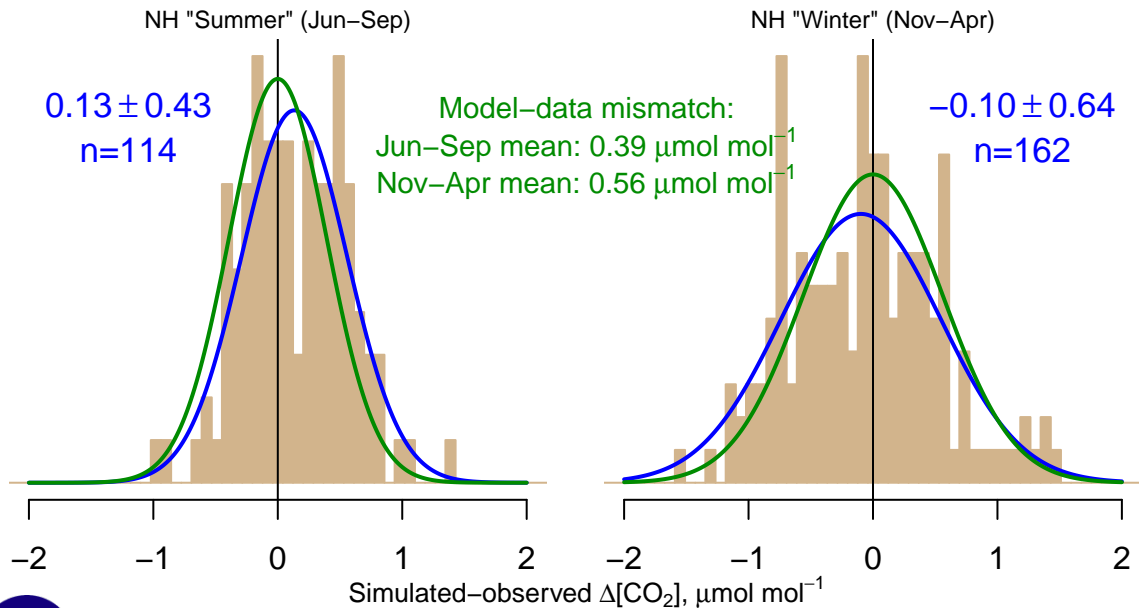 NH "Summer" (Jun−Sep)
NH "Winter" (Nov−Apr)
0.13 ± 0.43
n=114
Model−data mismatch:
Jun−Sep mean: 0.39 μmol mol⁻¹
Nov−Apr mean: 0.56 μmol mol⁻¹
−0.10 ± 0.64
n=162
−2 −1 0 1 2
−2 −1 0 1 2
Simulated−observed Δ[CO₂], μmol mol⁻¹